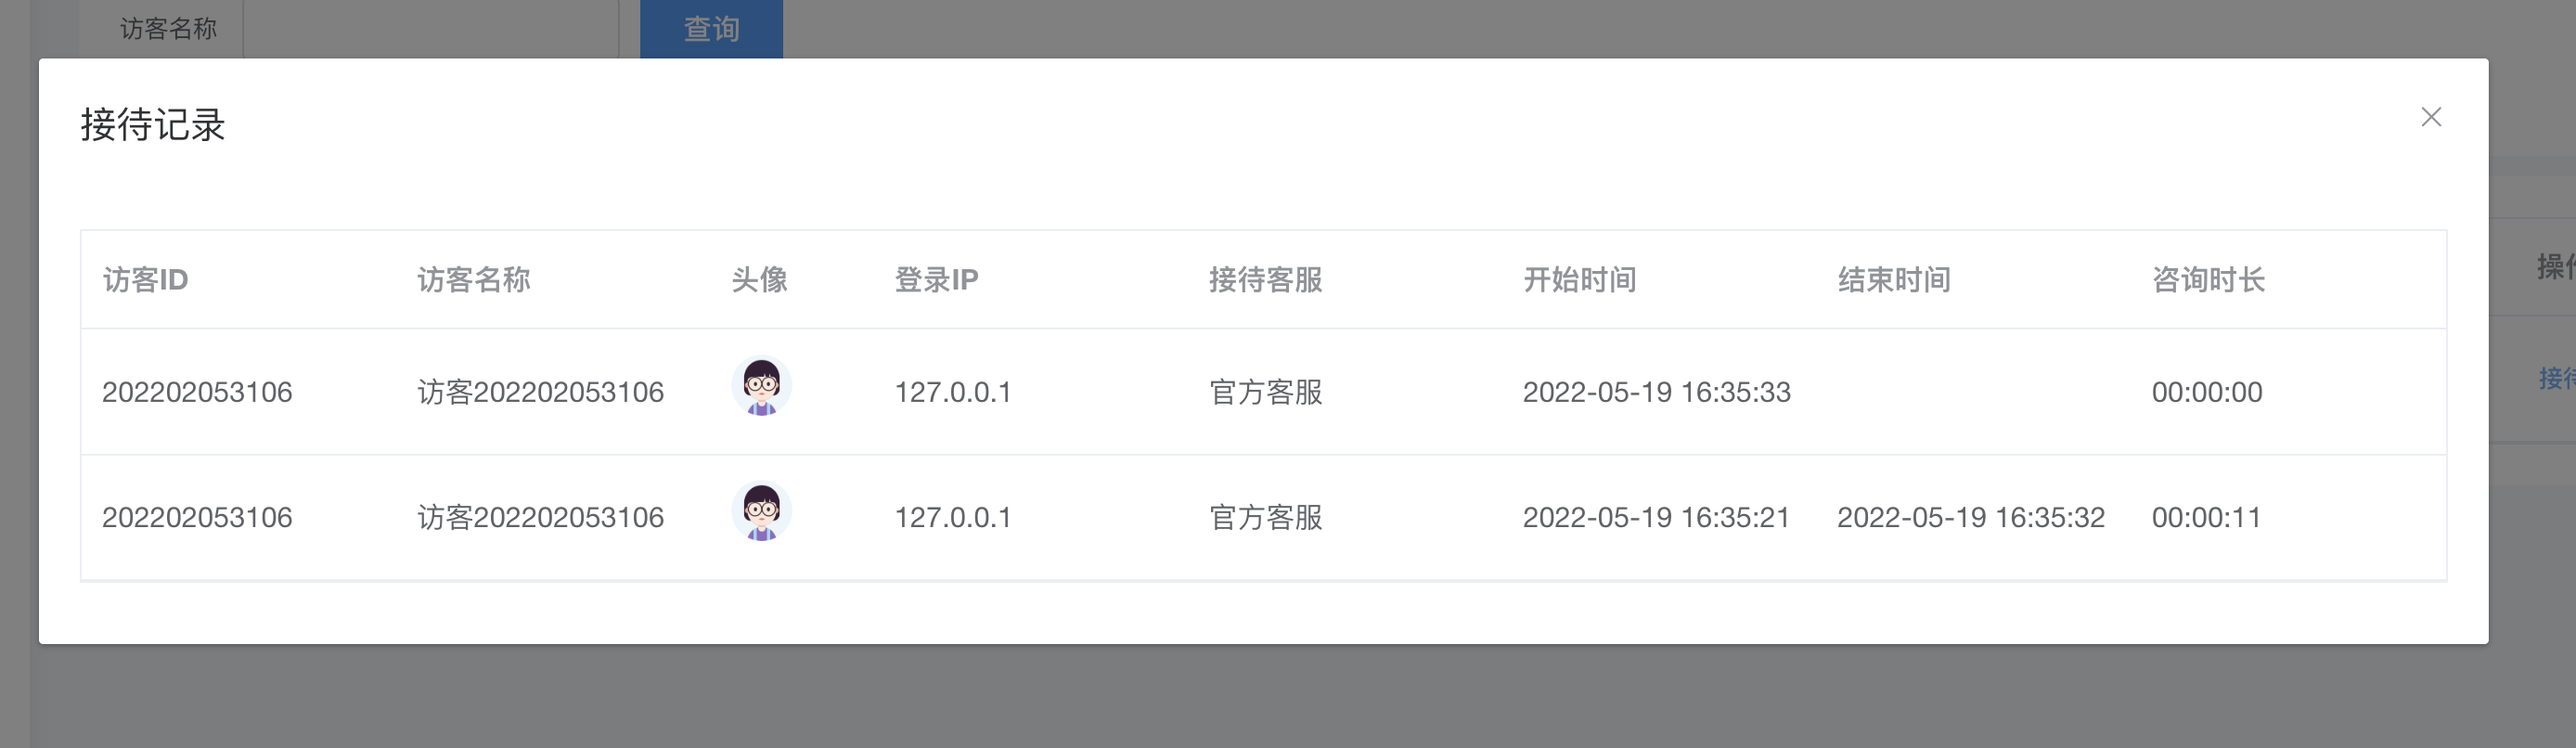 访客名称 查询
接待记录
访客ID 访客名称 头像 登录IP 接待客服 开始时间 结束时间 咨询时长
操
202202053106 访客202202053106 127.0.0.1 官方客服 2022-05-19 16:35:33 00:00:00
接待
202202053106 访客202202053106 127.0.0.1 官方客服 2022-05-19 16:35:21 2022-05-19 16:35:32 00:00:11